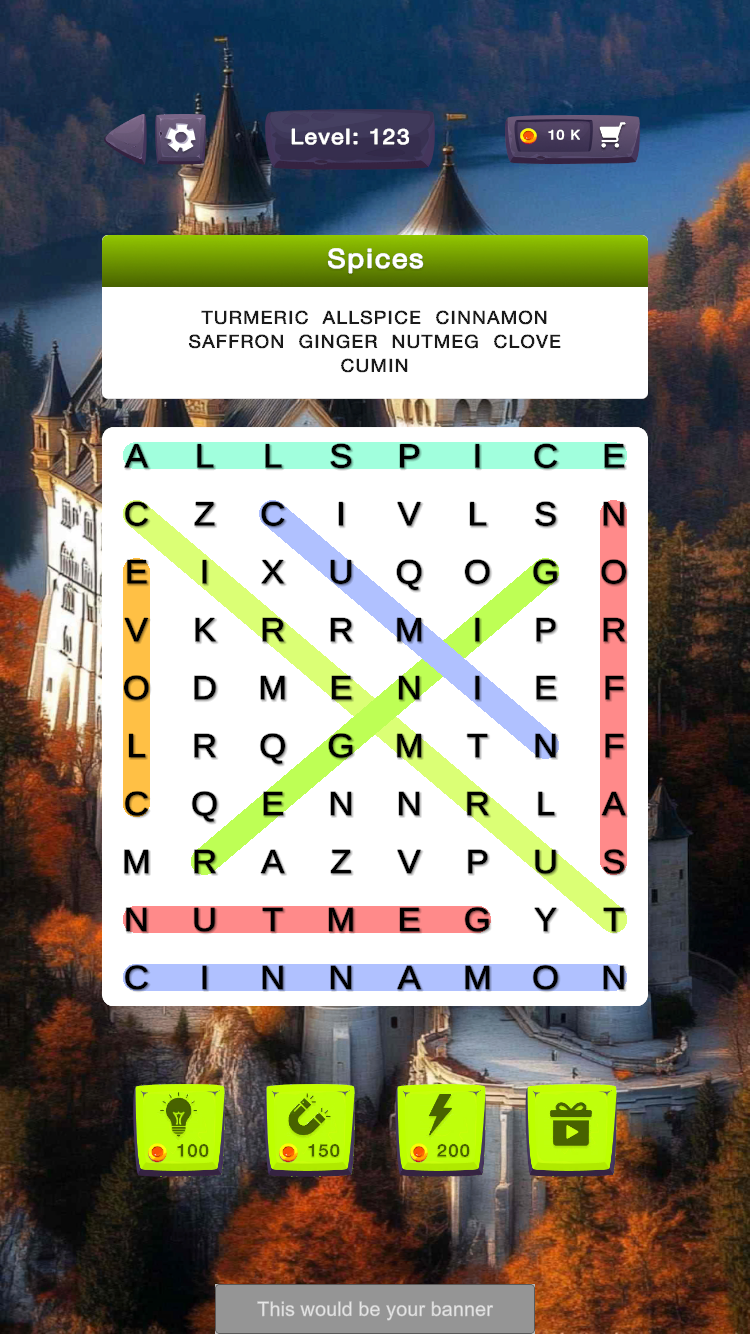 Level: 123
10 K
Spices
TURMERIC ALLSPICE CINNAMON
SAFFRON GINGER NUTMEG CLOVE
CUMIN
A L L S P I C E
C Z C I V L S N
E I X U Q O G O
V K R R M I P R
O D M E N I E F
L R Q G M T N F
C Q E N N R L A
M R A Z V P U S
N U T M E G Y T
C I N N A M O N
100 150 200
This would be your banner